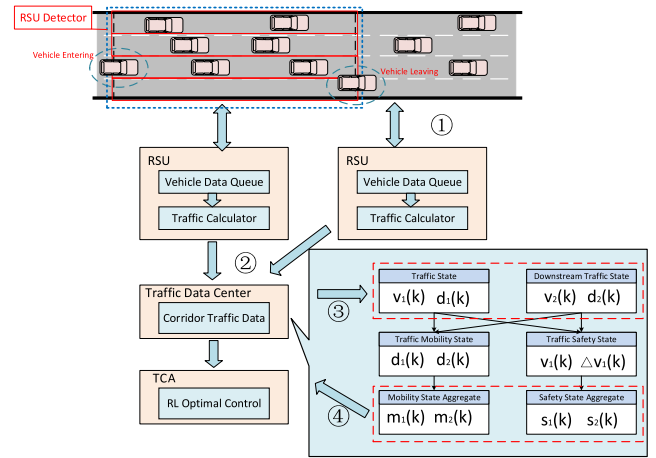 RSU Detector
Vehicle Entering
Vehicle Leaving
①
RSU
Vehicle Data Queue
Traffic Calculator
RSU
Vehicle Data Queue
Traffic Calculator
②
Traffic Data Center
Corridor Traffic Data
③
TCA
RL Optimal Control
④
Traffic State
v₁(k) d₁(k)
Downstream Traffic State
v₂(k) d₂(k)
Traffic Mobility State
d₁(k) d₂(k)
Traffic Safety State
v₁(k) △v₁(k)
Mobility State Aggregate
m₁(k) m₂(k)
Safety State Aggregate
s₁(k) s₂(k)